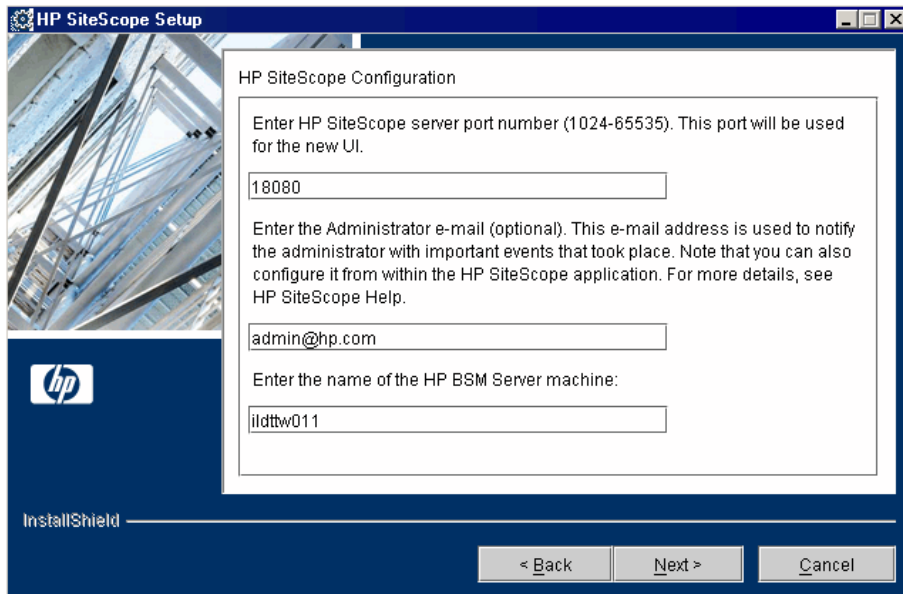 HP SiteScope Setup
HP SiteScope Configuration
Enter HP SiteScope server port number (1024-65535). This port will be used
for the new UI.
18080
Enter the Administrator e-mail (optional). This e-mail address is used to notify
the administrator with important events that took place. Note that you can also
configure it from within the HP SiteScope application. For more details, see
HP SiteScope Help.
admin@hp.com
Enter the name of the HP BSM Server machine:
ildttw011
hp
InstallShield
< Back
Next >
Cancel